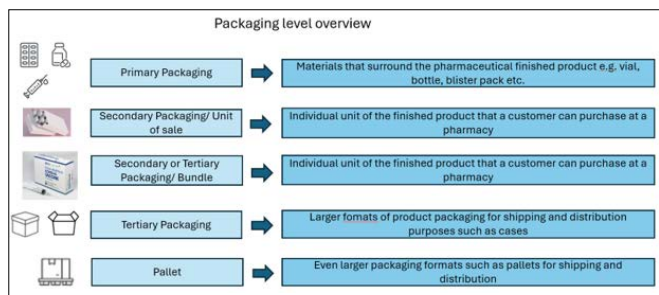 Packaging level overview
Primary Packaging
Materials that surround the pharmaceutical finished product e.g. vial,
bottle, blister pack etc.
Secondary Packaging/ Unit
of sale
Individual unit of the finished product that a customer can purchase at a
pharmacy
Secondary or Tertiary
Packaging/ Bundle
Individual unit of the finished product that a customer can purchase at a
pharmacy
Tertiary Packaging
Larger fomats of product packaging for shipping and distribution
purposes such as cases
Pallet
Even larger packaging formats such as pallets for shipping and
distribution